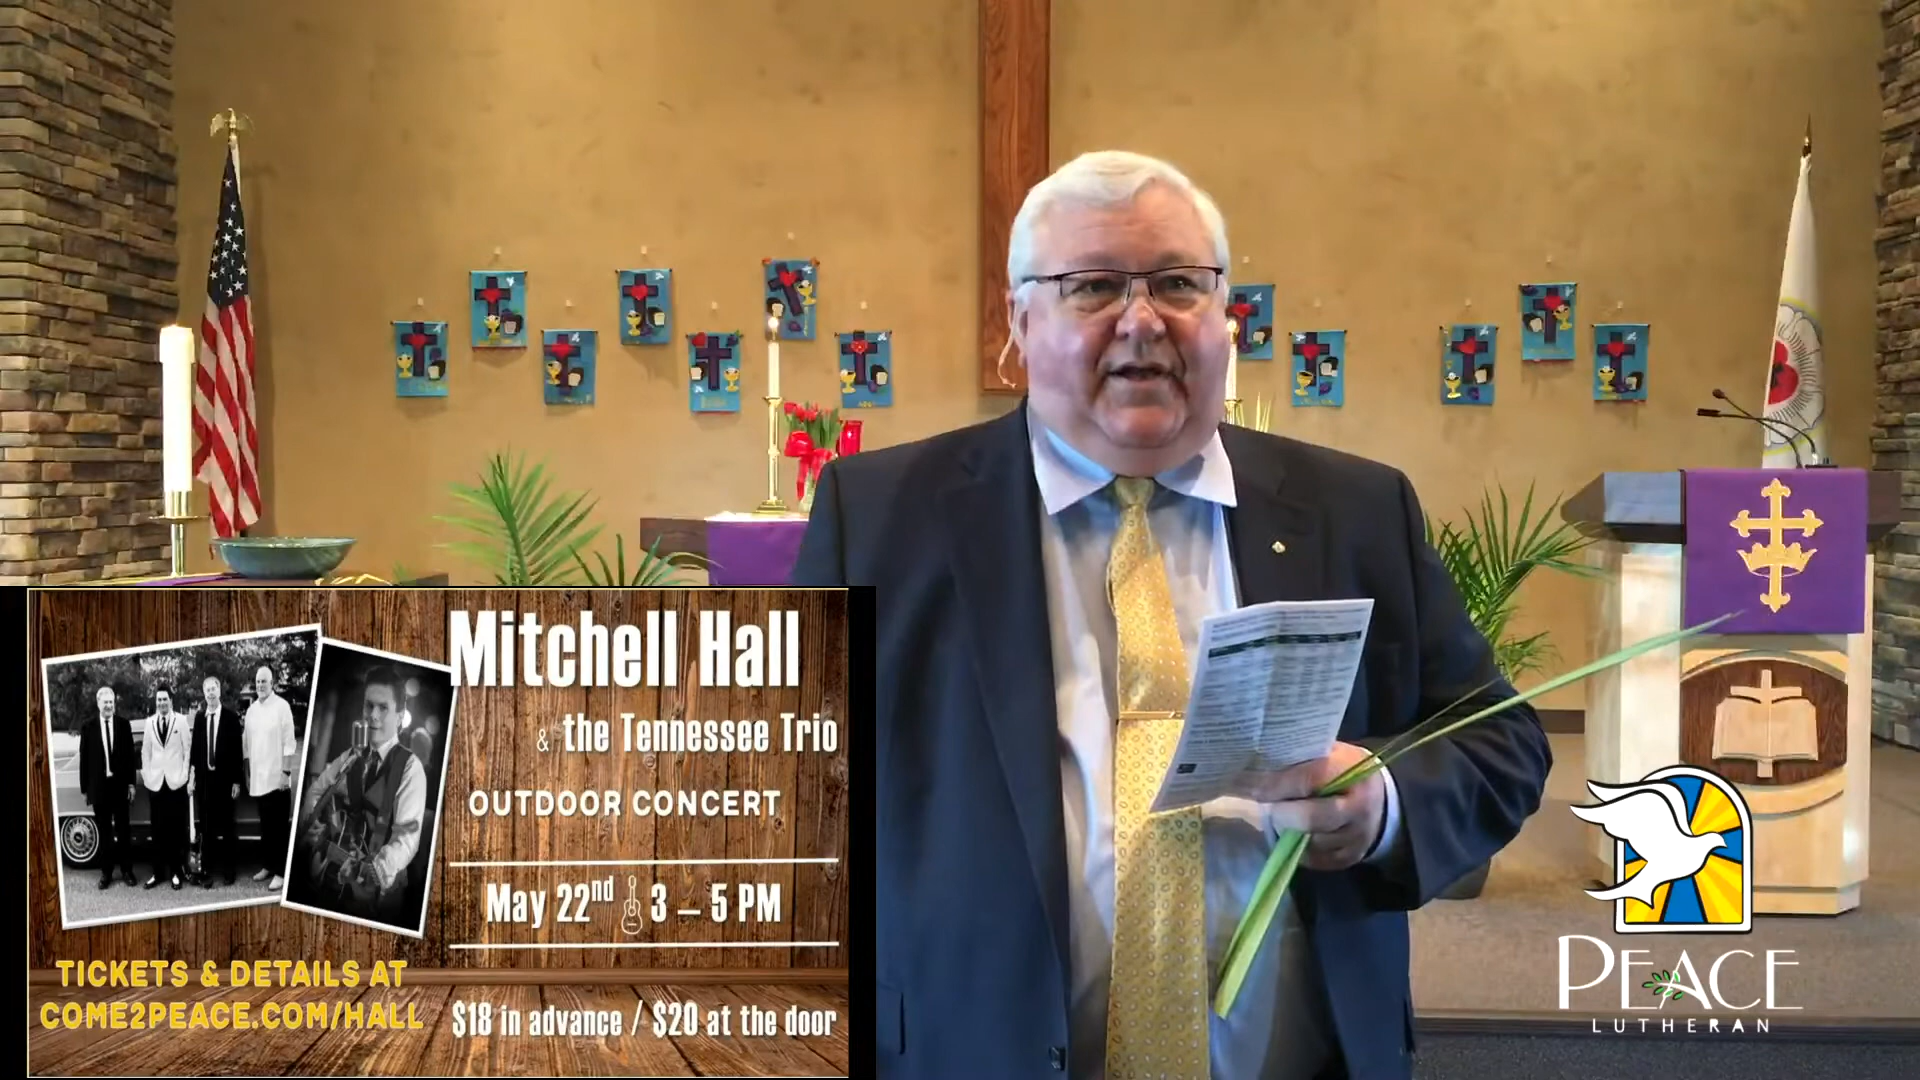 Mitchell Hall
& the Tennessee Trio
OUTDOOR CONCERT
May 22nd 3 – 5 PM
TICKETS & DETAILS AT
COME2PEACE.COM/HALL
$18 in advance / $20 at the door
PEACE
LUTHERAN